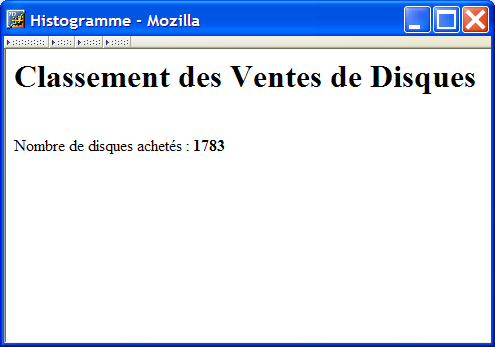 Histogramme - Mozilla
Classement des Ventes de Disques
Nombre de disques achetés : 1783